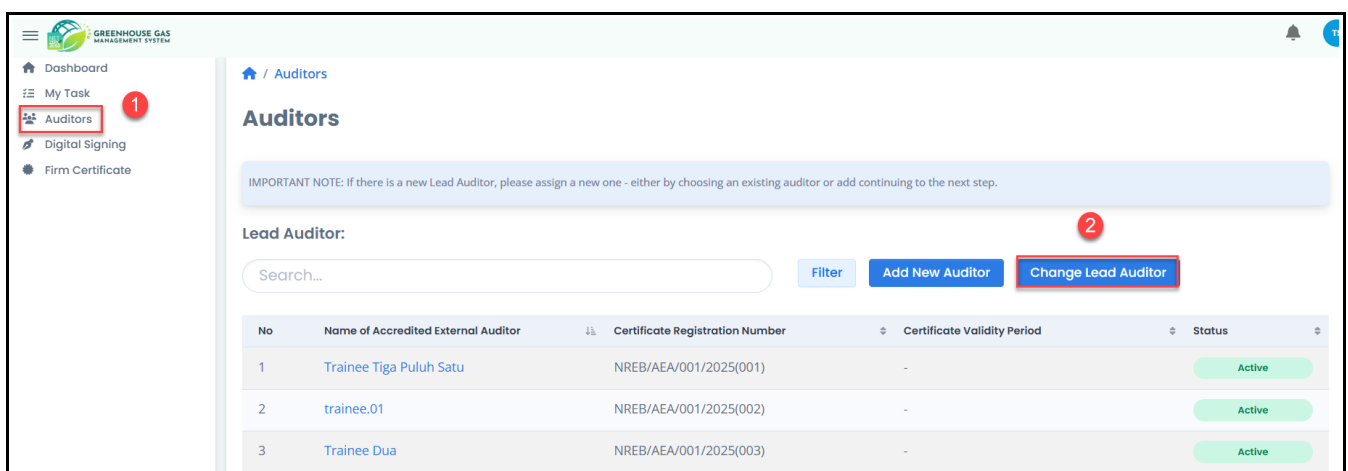 GREENHOUSE GAS
MANAGEMENT SYSTEM
TS
Dashboard
My Task
1
Auditors
Digital Signing
Firm Certificate
/ Auditors
Auditors
IMPORTANT NOTE: If there is a new Lead Auditor, please assign a new one - either by choosing an existing auditor or add continuing to the next step.
2
Lead Auditor:
Search...
Filter
Add New Auditor
Change Lead Auditor
No Name of Accredited External Auditor Certificate Registration Number Certificate Validity Period Status
1 Trainee Tiga Puluh Satu NREB/AEA/001/2025(001) - Active
2 trainee.01 NREB/AEA/001/2025(002) - Active
3 Trainee Dua NREB/AEA/001/2025(003) - Active